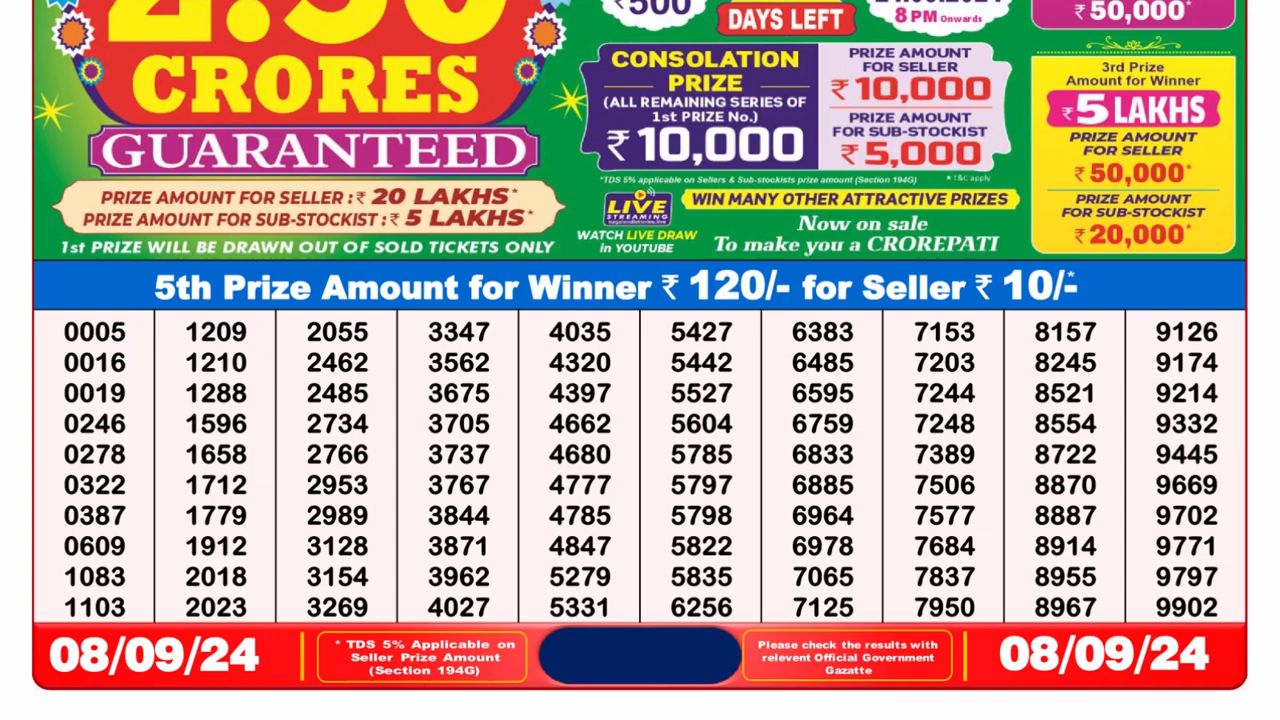 2.50
CRORES
GUARANTEED
PRIZE AMOUNT FOR SELLER :₹ 20 LAKHS*
PRIZE AMOUNT FOR SUB-STOCKIST :₹ 5 LAKHS*
1st PRIZE WILL BE DRAWN OUT OF SOLD TICKETS ONLY
₹500
DAYS LEFT
8 PM Onwards
₹ 50,000*
CONSOLATION
PRIZE
(ALL REMAINING SERIES OF
1st PRIZE No.)
₹ 10,000
PRIZE AMOUNT
FOR SELLER
₹ 10,000
PRIZE AMOUNT
FOR SUB-STOCKIST
₹ 5,000
*TDS 5% applicable on Sellers & Sub-stockists prize amount (Section 194G)
* T&C apply
LIVE
STREAMING
WATCH LIVE DRAW
in YOUTUBE
WIN MANY OTHER ATTRACTIVE PRIZES
Now on sale
To make you a CROREPATI
3rd Prize
Amount for Winner
₹5 LAKHS
PRIZE AMOUNT
FOR SELLER
₹ 50,000*
PRIZE AMOUNT
FOR SUB-STOCKIST
₹ 20,000*
5th Prize Amount for Winner ₹ 120/- for Seller ₹ 10/-*
0005 1209 2055 3347 4035 5427 6383 7153 8157 9126
0016 1210 2462 3562 4320 5442 6485 7203 8245 9174
0019 1288 2485 3675 4397 5527 6595 7244 8521 9214
0246 1596 2734 3705 4662 5604 6759 7248 8554 9332
0278 1658 2766 3737 4680 5785 6833 7389 8722 9445
0322 1712 2953 3767 4777 5797 6885 7506 8870 9669
0387 1779 2989 3844 4785 5798 6964 7577 8887 9702
0609 1912 3128 3871 4847 5822 6978 7684 8914 9771
1083 2018 3154 3962 5279 5835 7065 7837 8955 9797
1103 2023 3269 4027 5331 6256 7125 7950 8967 9902
08/09/24
* TDS 5% Applicable on
Seller Prize Amount
(Section 194G)
Please check the results with
relevent Official Government
Gazatte
08/09/24